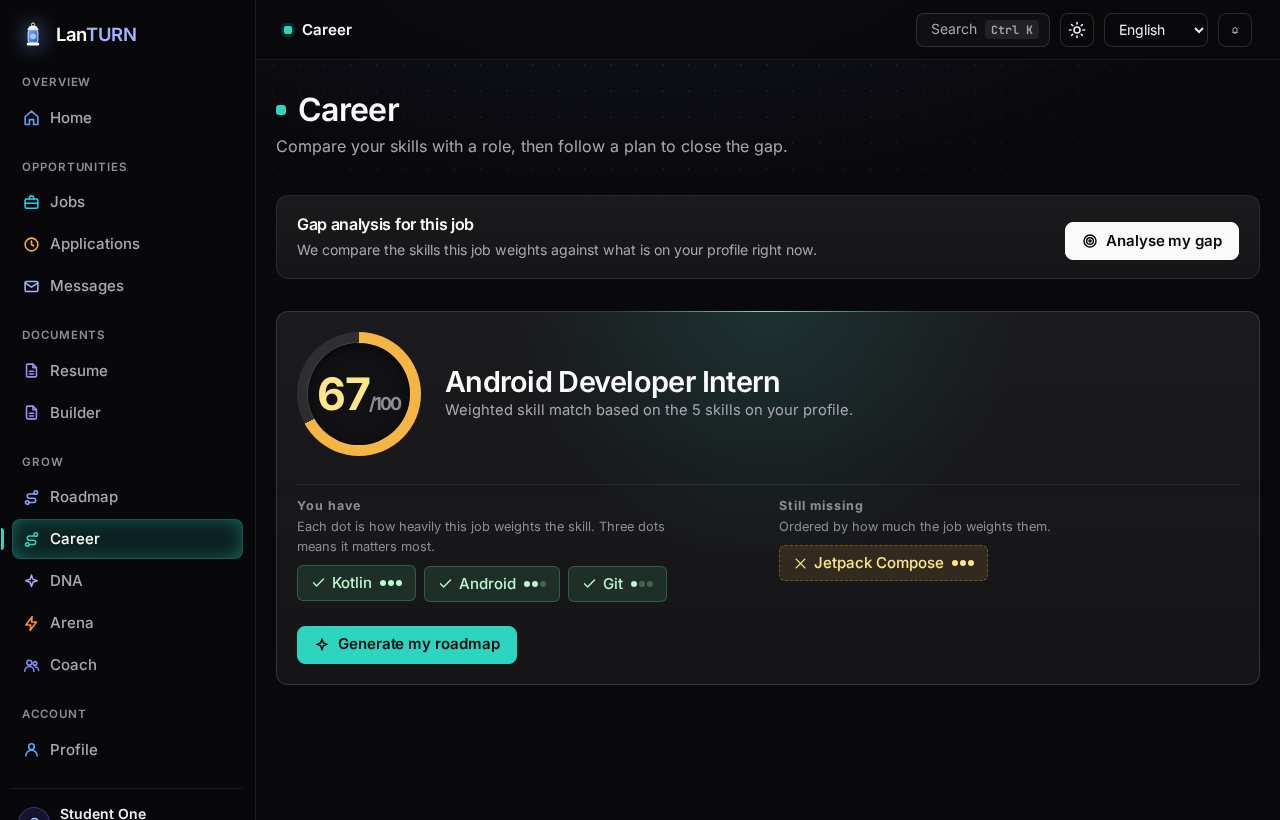 LanTURN
OVERVIEW
Home
OPPORTUNITIES
Jobs
Applications
Messages
DOCUMENTS
Resume
Builder
GROW
Roadmap
Career
DNA
Arena
Coach
ACCOUNT
Profile
Student One
Career
Search Ctrl K
English
Career
Compare your skills with a role, then follow a plan to close the gap.
Gap analysis for this job
We compare the skills this job weights against what is on your profile right now.
Analyse my gap
67/100
Android Developer Intern
Weighted skill match based on the 5 skills on your profile.
You have
Each dot is how heavily this job weights the skill. Three dots
means it matters most.
Kotlin
Android
Git
Still missing
Ordered by how much the job weights them.
Jetpack Compose
Generate my roadmap